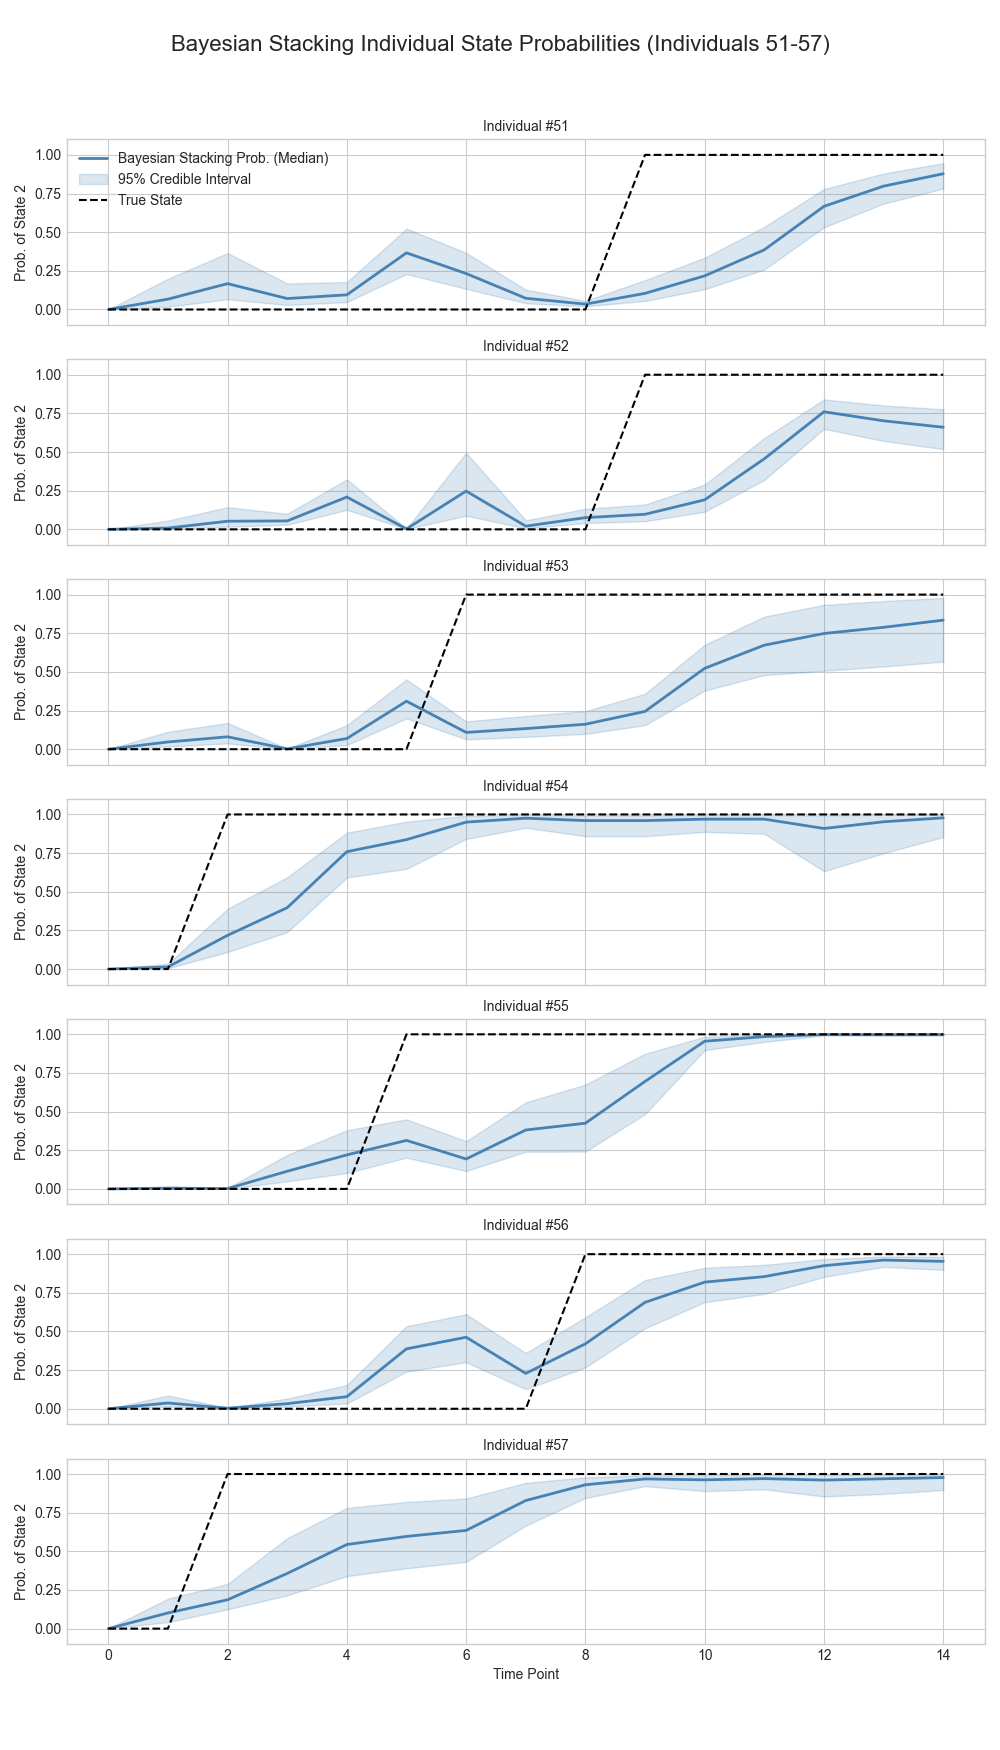 Bayesian Stacking Individual State Probabilities (Individuals 51-57)
Individual #51
Bayesian Stacking Prob. (Median)
95% Credible Interval
True State
Prob. of State 2
1.00
0.75
0.50
0.25
0.00
Individual #52
Prob. of State 2
1.00
0.75
0.50
0.25
0.00
Individual #53
Prob. of State 2
1.00
0.75
0.50
0.25
0.00
Individual #54
Prob. of State 2
1.00
0.75
0.50
0.25
0.00
Individual #55
Prob. of State 2
1.00
0.75
0.50
0.25
0.00
Individual #56
Prob. of State 2
1.00
0.75
0.50
0.25
0.00
Individual #57
Prob. of State 2
1.00
0.75
0.50
0.25
0.00
0 2 4 6 8 10 12 14
Time Point